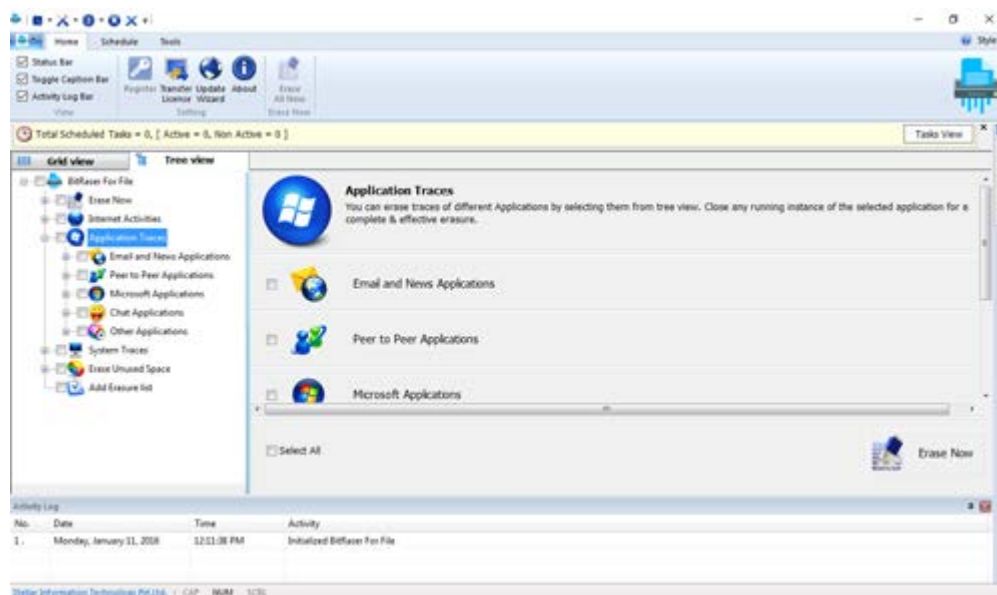 Home Schedule Tools Style
Status Bar
Toggle Caption Bar
Activity Log Bar
View
Register
Transfer License
Update Wizard
About
Setting
Erase All Now
Erase Now
Total Scheduled Tasks = 0, [ Active = 0, Non Active = 0 ]
Tasks View
Grid view
Tree view
BitRaser For File
Erase Now
Internet Activities
Application Traces
Email and News Applications
Peer to Peer Applications
Microsoft Applications
Chat Applications
Other Applications
System Traces
Erase Unused Space
Add Erasure list
Application Traces
You can erase traces of different Applications by selecting them from tree view. Close any running instance of the selected application for a
complete & effective erasure.
Email and News Applications
Peer to Peer Applications
Microsoft Applications
Select All
Erase Now
Activity Log
No. Date Time Activity
1. Monday, January 11, 2016 12:11:38 PM Initialized BitRaser For File
Stellar Information Technology Pvt Ltd. CAP NUM SCRL